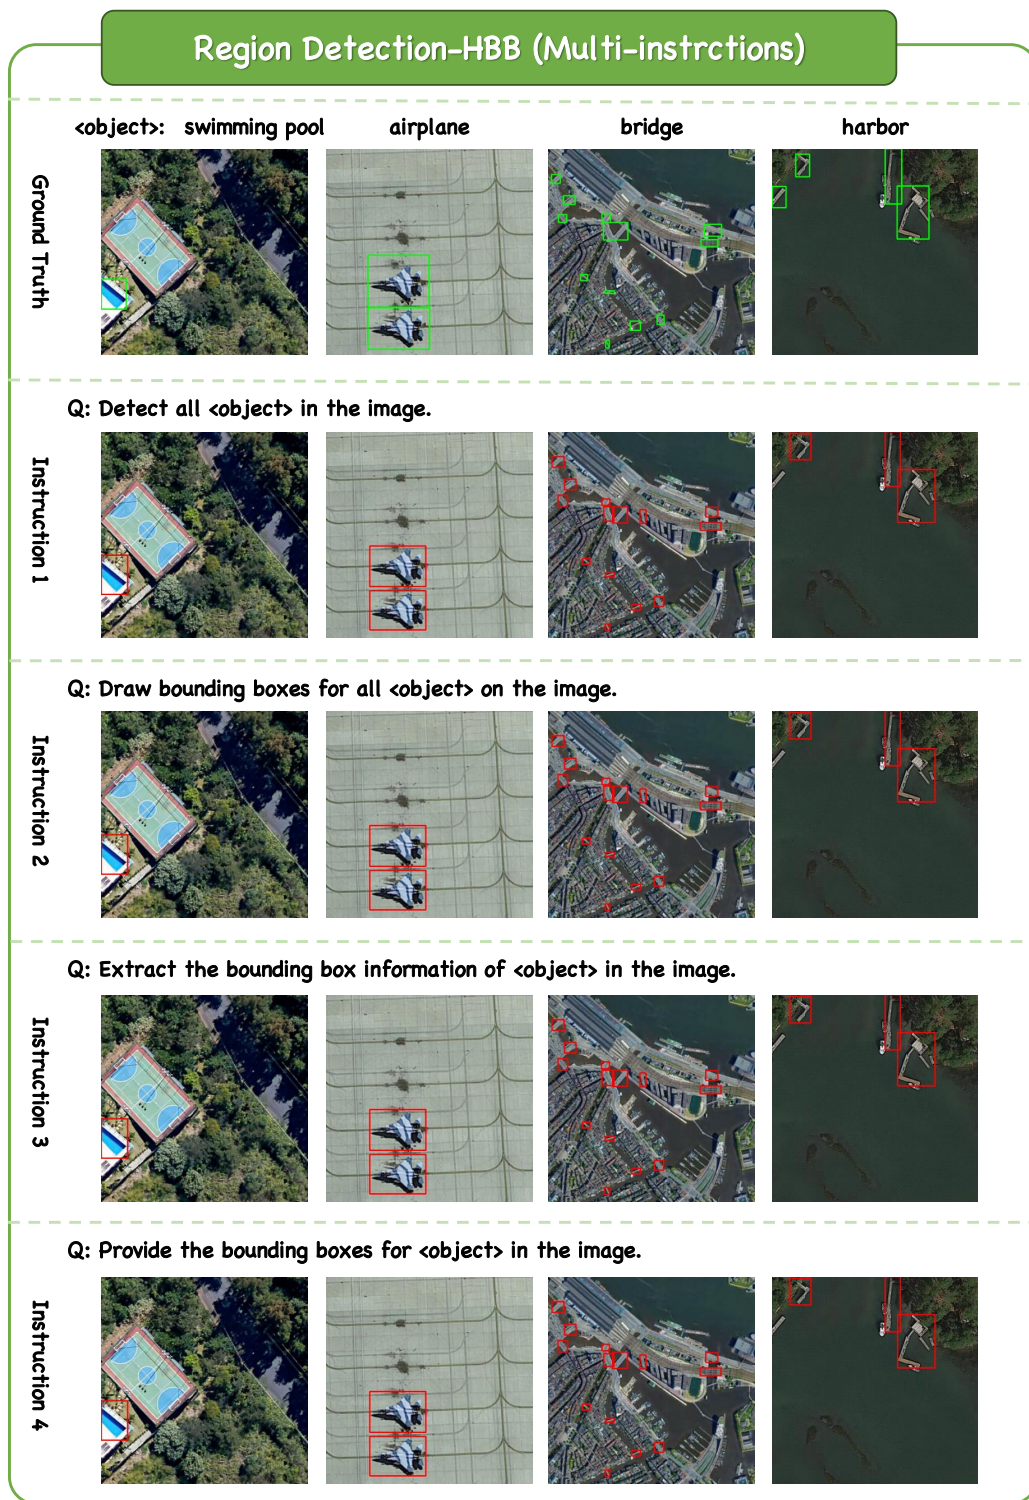 Region Detection-HBB (Multi-instrctions)
<object>: swimming pool airplane bridge harbor
Ground Truth
Q: Detect all <object> in the image.
Instruction 1
Q: Draw bounding boxes for all <object> on the image.
Instruction 2
Q: Extract the bounding box information of <object> in the image.
Instruction 3
Q: Provide the bounding boxes for <object> in the image.
Instruction 4